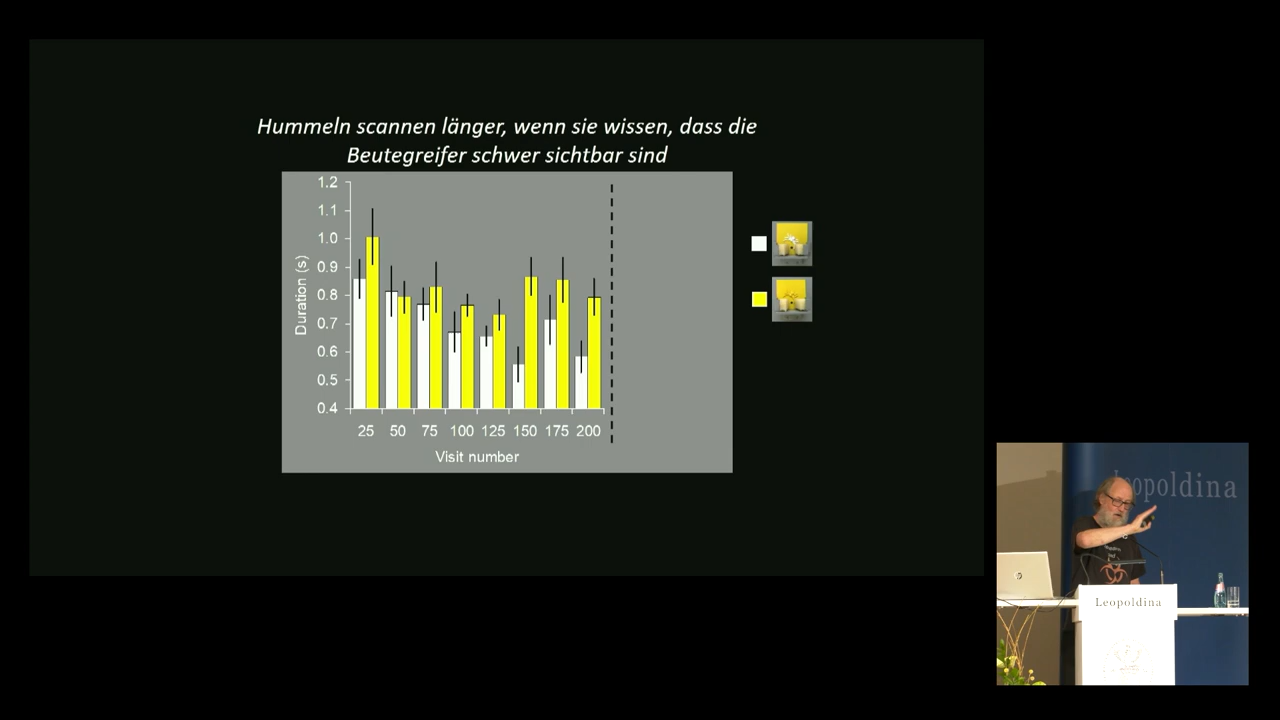 Hummeln scannen länger, wenn sie wissen, dass die
Beutegreifer schwer sichtbar sind
1.2
1.1
1.0
0.9
0.8
0.7
0.6
0.5
0.4
Duration (s)
25 50 75 100 125 150 175 200
Visit number
leopoldina
Leopoldina